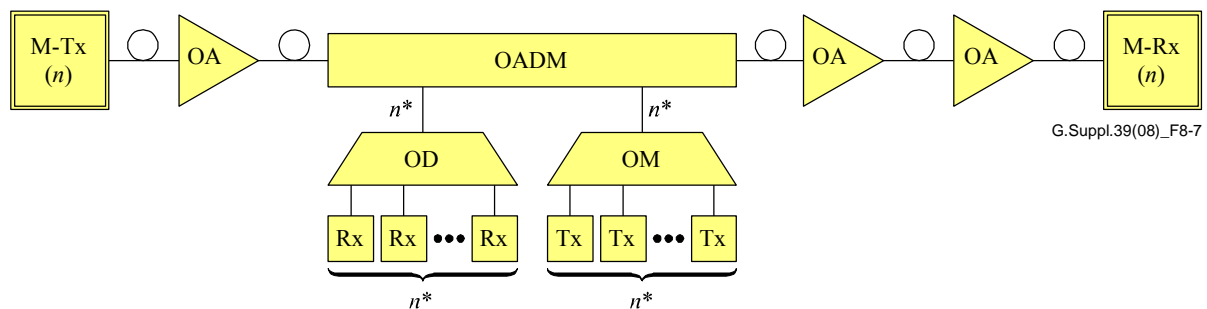 M-Tx
(n)
OA
OADM
OA
OA
M-Rx
(n)
G.Suppl.39(08)_F8-7
n*
n*
OD
OM
Rx
Rx
•••
Rx
Tx
Tx
•••
Tx
n*
n*